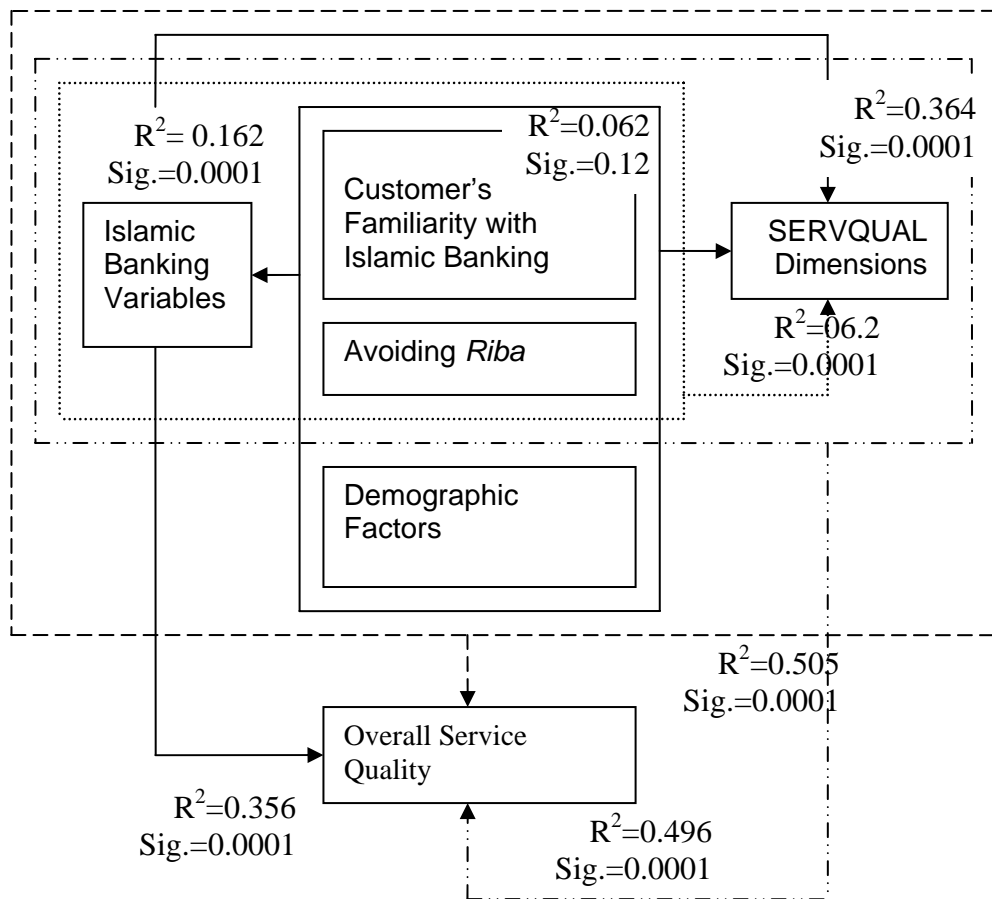 R²= 0.162
Sig.=0.0001
R²=0.062
Sig.=0.12
R²=0.364
Sig.=0.0001
Islamic
Banking
Variables
Customer’s
Familiarity with
Islamic Banking
SERVQUAL
Dimensions
Avoiding Riba
R²=06.2
Sig.=0.0001
Demographic
Factors
R²=0.505
Sig.=0.0001
Overall Service
Quality
R²=0.356
Sig.=0.0001
R²=0.496
Sig.=0.0001